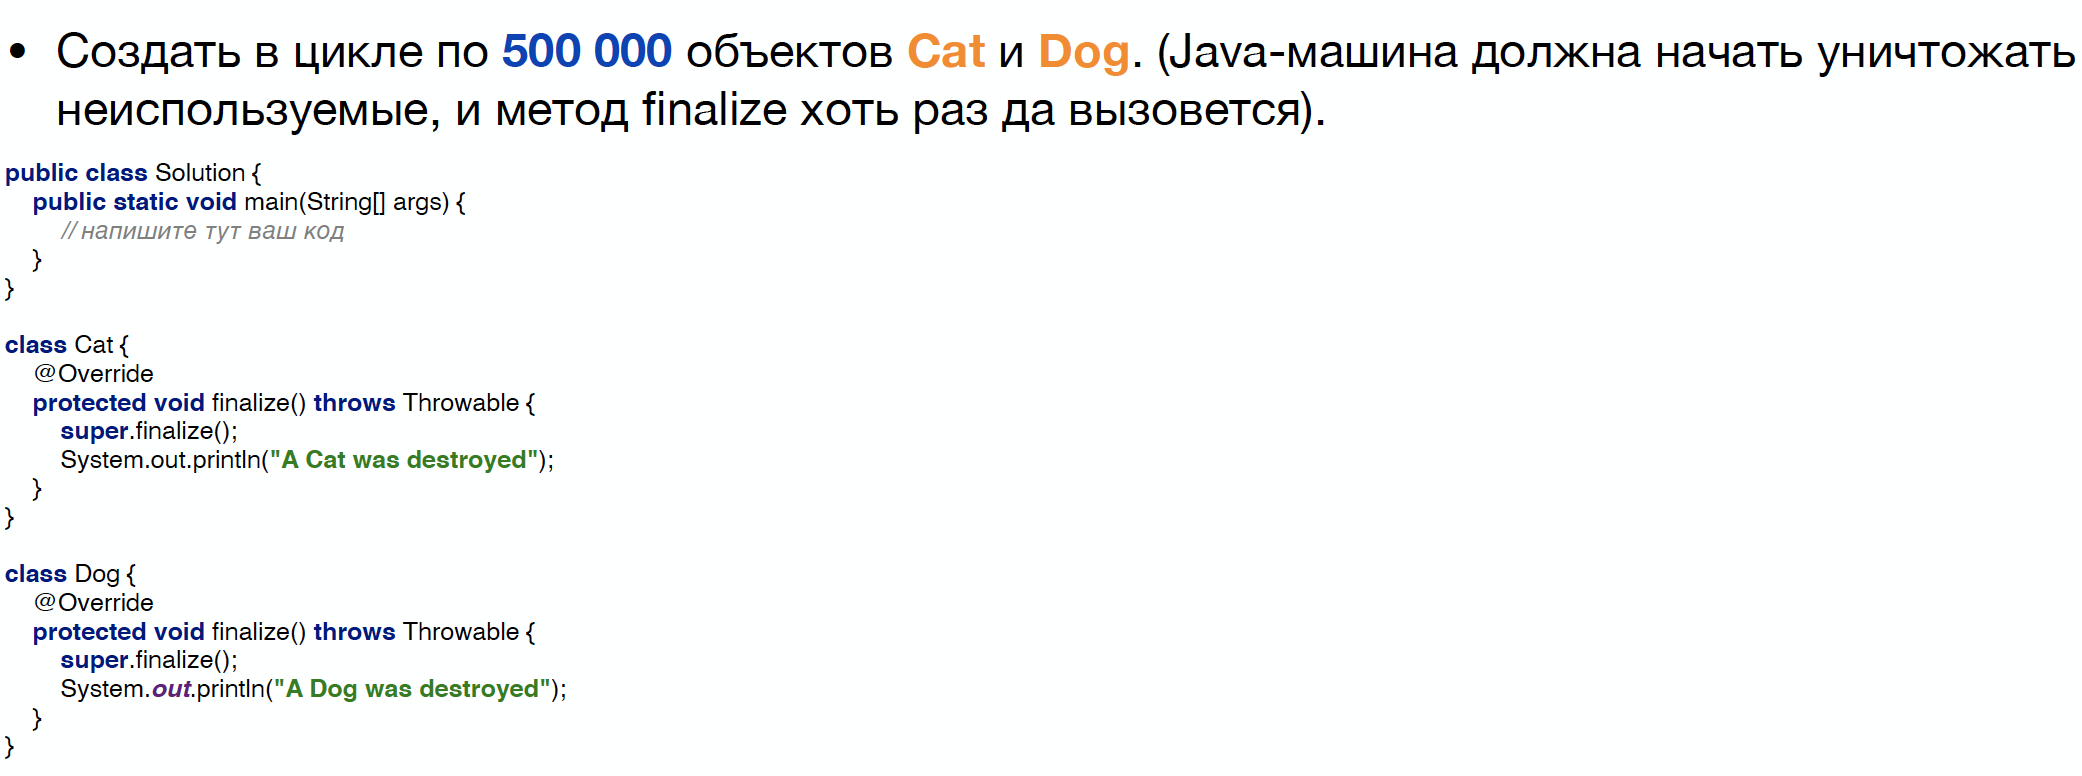 • Создать в цикле по 500 000 объектов Cat и Dog. (Java-машина должна начать уничтожать
неиспользуемые, и метод finalize хоть раз да вызовется).
public class Solution {
    public static void main(String[] args) {
        // напишите тут ваш код
    }
}

class Cat {
    @Override
    protected void finalize() throws Throwable {
        super.finalize();
        System.out.println("A Cat was destroyed");
    }
}

class Dog {
    @Override
    protected void finalize() throws Throwable {
        super.finalize();
        System.out.println("A Dog was destroyed");
    }
}